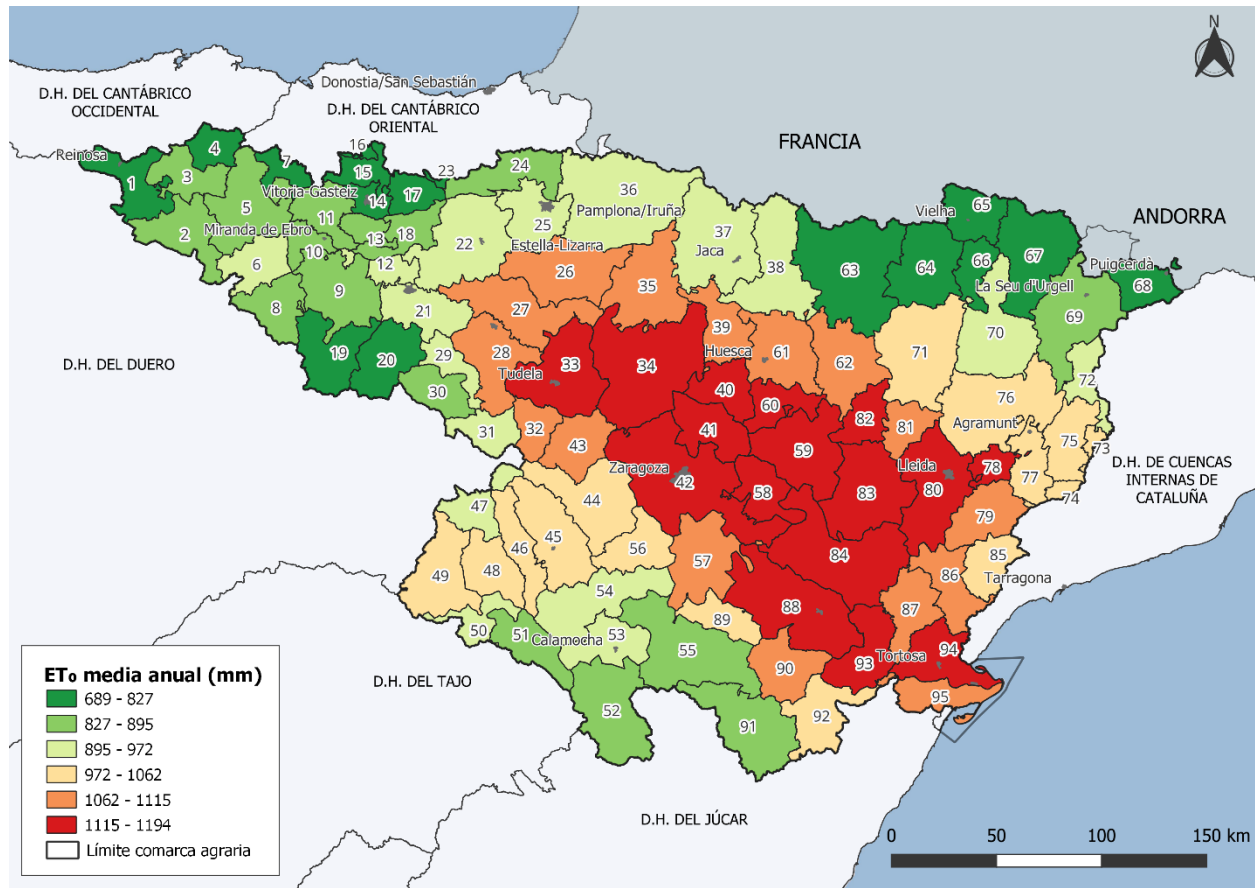 N
Donostia/San Sebastián
D.H. DEL CANTÁBRICO
OCCIDENTAL
D.H. DEL CANTÁBRICO
ORIENTAL
FRANCIA
ANDORRA
Reinosa
Vitoria-Gasteiz
Miranda de Ebro
Pamplona/Iruña
Estella-Lizarra
Jaca
Vielha
Puigcerdà
La Seu d'Urgell
Huesca
Tudela
Agramunt
Lleida
Zaragoza
Tarragona
Calamocha
Tortosa
D.H. DEL DUERO
D.H. DE CUENCAS
INTERNAS DE
CATALUÑA
D.H. DEL TAJO
D.H. DEL JÚCAR
1
2
3
4
5
6
7
8
9
10
11
12
13
14
15
16
17
18
19
20
21
22
23
24
25
26
27
28
29
30
31
32
33
34
35
36
37
38
39
40
41
42
43
44
45
46
47
48
49
50
51
52
53
54
55
56
57
58
59
60
61
62
63
64
65
66
67
68
69
70
71
72
73
74
75
76
77
78
79
80
81
82
83
84
85
86
87
88
89
90
91
92
93
94
95
ET₀ media anual (mm)
689 - 827
827 - 895
895 - 972
972 - 1062
1062 - 1115
1115 - 1194
Límite comarca agraria
0 50 100 150 km